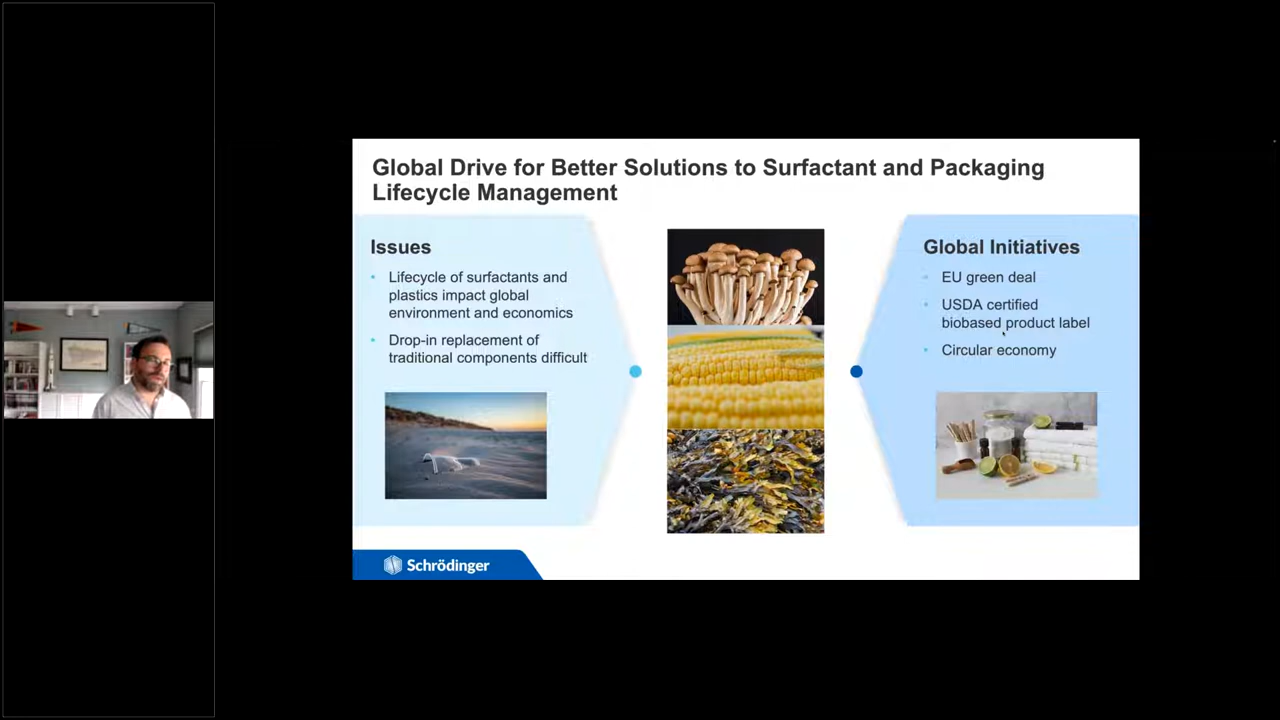 Global Drive for Better Solutions to Surfactant and Packaging
Lifecycle Management
Issues
• Lifecycle of surfactants and
plastics impact global
environment and economics
• Drop-in replacement of
traditional components difficult
Global Initiatives
• EU green deal
• USDA certified
biobased product label
• Circular economy
Schrödinger